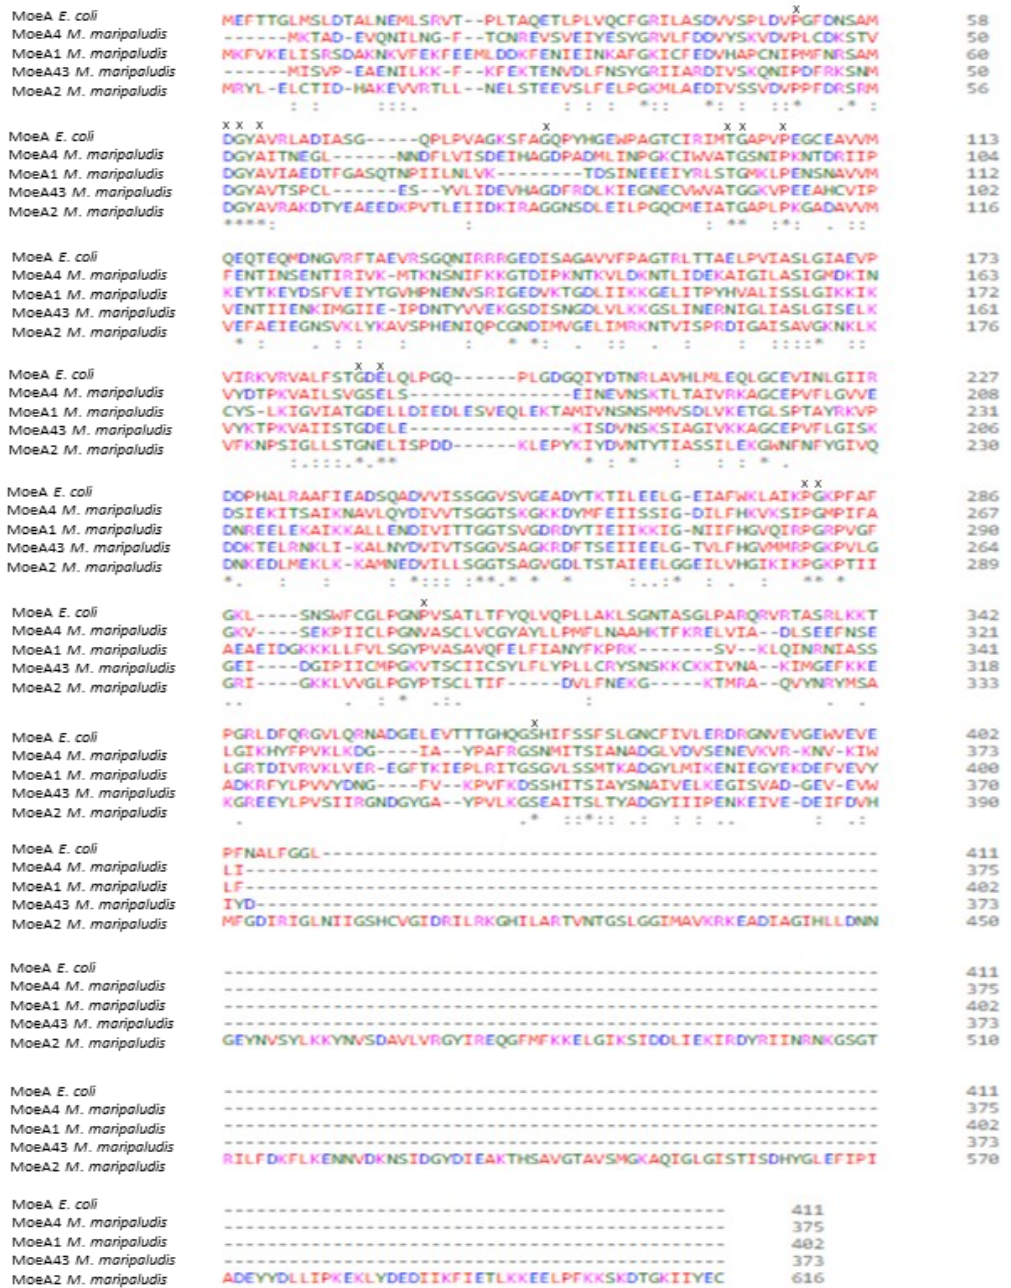 x
MoeA E. coli MEFTTGLMSLDTALNEMLSRVT--PLTAQETLPLVQCFGRILASDVVSPLDVPGFDNSAM 58
MoeA4 M. maripaludis ------MKTAD-EVQNILNG-F--TCNREVSVEIYESYGRVLFDDVYSKVDVPLCDKSTV 50
MoeA1 M. maripaludis MKFVKELISRSDAKNKVFEKFEEMLDDKFENIEINKAFGKICFEDVHAPCNIPMFNRSAM 60
MoeA43 M. maripaludis ------MISVP-EAENILKK-F--KFEKTENVDLFNSYGRIIARDIVSKQNIPDFRKSNM 50
MoeA2 M. maripaludis MRYL-ELCTID-HAKEVVRTLL--NELSTEEVSLFELPGKMLAEDIVSSVDVPPFDRSRM 56
x x x x x x x
MoeA E. coli DGYAVRLADIASG-----QPLPVAGKSFAGQPYHGEWPAGTCIRIMTGAPVPEGCEAVVM 113
MoeA4 M. maripaludis DGYAITNEGL------NNDFLVISDEIHAGDPADMLINPGKCIWVATGSNIPKNTDRIIP 104
MoeA1 M. maripaludis DGYAVIAEDTFGASQTNPIILNLVK--------TDSINEEEIYRLSTGMKLPENSNAVVM 112
MoeA43 M. maripaludis DGYAVTSPCL------ES--YVLIDEVHAGDFRDLKIEGNECVWVATGGKVPEEAHCVIP 102
MoeA2 M. maripaludis DGYAVRAKDTYEAEEDKPVTLEIIDKIRAGGNSDLEILPGQCMEIATGAPLPKGADAVVM 116
MoeA E. coli QEQTEQMDNGVRFTAEVRSGQNIRRRGEDISAGAVVFPAGTRLTTAELPVIASLGIAEVP 173
MoeA4 M. maripaludis FENTINSENTIRIVK-MTKNSNIFKKGTDIPKNTKVLDKNTLIDEKAIGILASIGMDKIN 163
MoeA1 M. maripaludis KEYTKEYDSFVEIYTGVHPNENVSRIGEDVKTGDLIIKKGELITPYHVALISSLGIKKIK 172
MoeA43 M. maripaludis VENTIIENKIMGIIE-IPDNTYVVEKGSDISNGDLVLKKGSLINERNIGLIASLGISELK 161
MoeA2 M. maripaludis VEFAEIEGNSVKLYKAVSPHENIQPCGNDIMVGELIMRKNTVISPRDIGAISAVGKNKLK 176
x x
MoeA E. coli VIRKVRVALFSTGDELQLPGQ------PLGDGQIYDTNRLAVHLMLEQLGCEVINLGIIR 227
MoeA4 M. maripaludis VYDTPKVAILSVGSELS--------------EINEVNSKTLTAIVRKAGCEPVFLGVVE 208
MoeA1 M. maripaludis CYS-LKIGVIATGDELLDIEDLESVEQLEKTAMIVNSNSMMVSDLVKETGLSPTAYRKVP 231
MoeA43 M. maripaludis VYKTPKVAIISTGDELE--------------KISDVNSKSIAGIVKKAGCEPVFLGISK 206
MoeA2 M. maripaludis VFKNPSIGLLSTGNELISPDD------KLEPYKIYDVNTYTIASSILEKGWNFNFYGIVQ 230
x x
MoeA E. coli DDPHALRAAFIEADSQADVVISSGGVSVGEADYTKTILEELG-EIAFWKLAIKPGKPFAF 286
MoeA4 M. maripaludis DSIEKITSAIKNAVLQYDIVVTSGGTSKGKKDYMFEIISSIG-DILFHKVKSIPGMPIFA 267
MoeA1 M. maripaludis DNREELEKAIKKALLENDIVITTGGTSVGDRDYTIEIIKKIG-NIIFHGVQIRPGRPVGF 290
MoeA43 M. maripaludis DDKTELRNKLI-KALNYDVIVTSGGVSAGKRDFTSEIIEELG-TVLFHGVMMRPGKPVLG 264
MoeA2 M. maripaludis DNKEDLMEKLK-KAMNEDVILLSGGTSAGVGDLTSTAIEELGGEILVHGIKIKPGKPTII 289
x
MoeA E. coli GKL----SNSWFCGLPGNPVSATLTFYQLVQPLLAKLSGNTASGLPARQRVRTASRLKKT 342
MoeA4 M. maripaludis GKV----SEKPIICLPGNVASCLVCGYAYLLPMFLNAAHKTFKRELVIA--DLSEEFNSE 321
MoeA1 M. maripaludis AEAEIDGKKKLLFVLSGYPVASAVQFELFIANYFKPRK------SV--KLQINRNIASS 341
MoeA43 M. maripaludis GEI----DGIPIICMPGKVTSCIICSYLFLYPLLCRYSNSKKCKKIVNA--KIMGEFKKE 318
MoeA2 M. maripaludis GRI----GKKLVVGLPGYPTSCLTIF-----DVLFNEKG-----KTMRA--QVYNRYMSA 333
x
MoeA E. coli PGRLDFQRGVLQRNADGELEVTTTGHQGSHIFSSFSLGNCFIVLERDRGNVEVGEWVEVE 402
MoeA4 M. maripaludis LGIKHYFPVKLKDG----IA--YPAFRGSNMITSIANADGLVDVSENEVKVR-KNV-KIW 373
MoeA1 M. maripaludis LGRTDIVRVKLVER-EGFTKIEPLRITGSGVLSSMTKADGYLMIKENIEGYEKDEFVEVY 400
MoeA43 M. maripaludis ADKRFYLPVVYDNG----FV--KPVFKDSSHITSIAYSNAIVELKEGISVAD-GEV-EVW 370
MoeA2 M. maripaludis KGREEYLPVSIIRGNDGYGA--YPVLKGSEAITSLTYADGYIIIPENKEIVE-DEIFDVH 390
MoeA E. coli PFNALFGGL--------------------------------------------------- 411
MoeA4 M. maripaludis LI---------------------------------------------------------- 375
MoeA1 M. maripaludis LF---------------------------------------------------------- 402
MoeA43 M. maripaludis IYD--------------------------------------------------------- 373
MoeA2 M. maripaludis MFGDIRIGLNIIGSHCVGIDRILRKGHILARTVNTGSLGGIMAVKRKEADIAGIHLLDNN 450
MoeA E. coli ------------------------------------------------------------ 411
MoeA4 M. maripaludis ------------------------------------------------------------ 375
MoeA1 M. maripaludis ------------------------------------------------------------ 402
MoeA43 M. maripaludis ------------------------------------------------------------ 373
MoeA2 M. maripaludis GEYNVSYLKKYNVSDAVLVRGYIREQGFMFKKELGIKSIDDLIEKIRDYRIINRNKGSGT 510
MoeA E. coli ------------------------------------------------------------ 411
MoeA4 M. maripaludis ------------------------------------------------------------ 375
MoeA1 M. maripaludis ------------------------------------------------------------ 402
MoeA43 M. maripaludis ------------------------------------------------------------ 373
MoeA2 M. maripaludis RILFDKFLKENNVDKNSIDGYDIEAKTHSAVGTAVSMGKAQIGLGISTISDHYGLEFIPI 570
MoeA E. coli ---------------------------------------------- 411
MoeA4 M. maripaludis ---------------------------------------------- 375
MoeA1 M. maripaludis ---------------------------------------------- 402
MoeA43 M. maripaludis ---------------------------------------------- 373
MoeA2 M. maripaludis ADEYYDLLIPKEKLYDEDIIKFIETLKKEELPFKKSKDTGKIIYEC 616